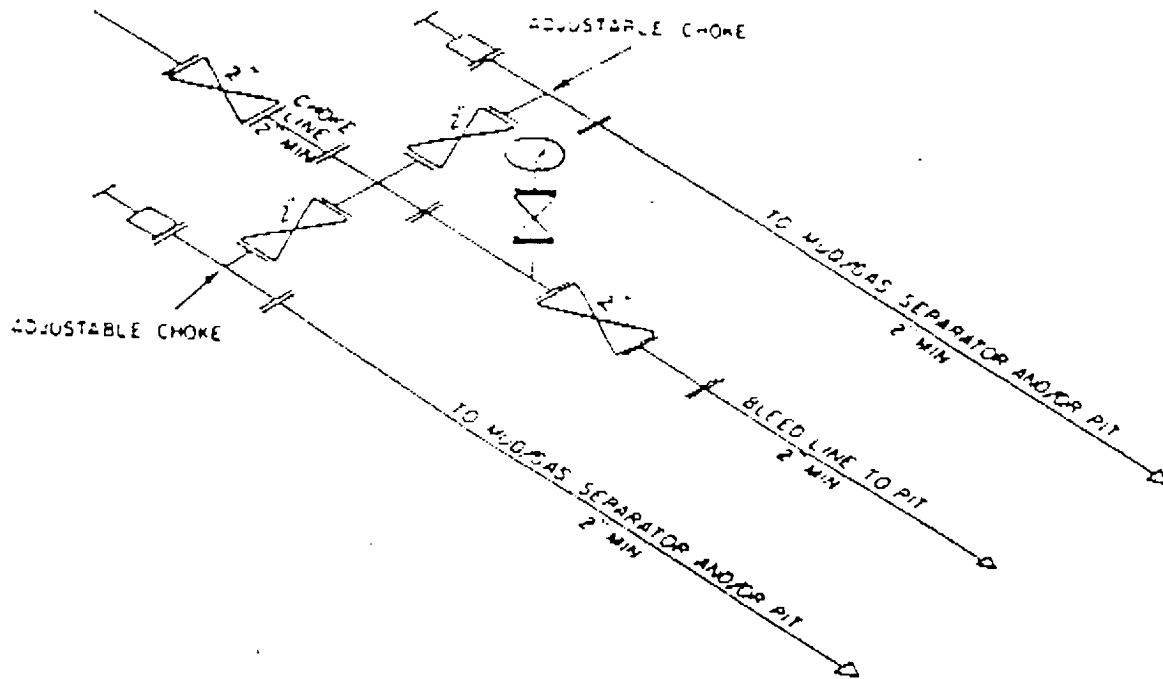 ADJUSTABLE CHOKE
2"
CHOKE
LINE
2" MIN
2"
2"
TO MUD/GAS SEPARATOR AND/OR PIT
2" MIN
2"
ADJUSTABLE CHOKE
BLEED LINE TO PIT
2" MIN
TO MUD/GAS SEPARATOR AND/OR PIT
2" MIN